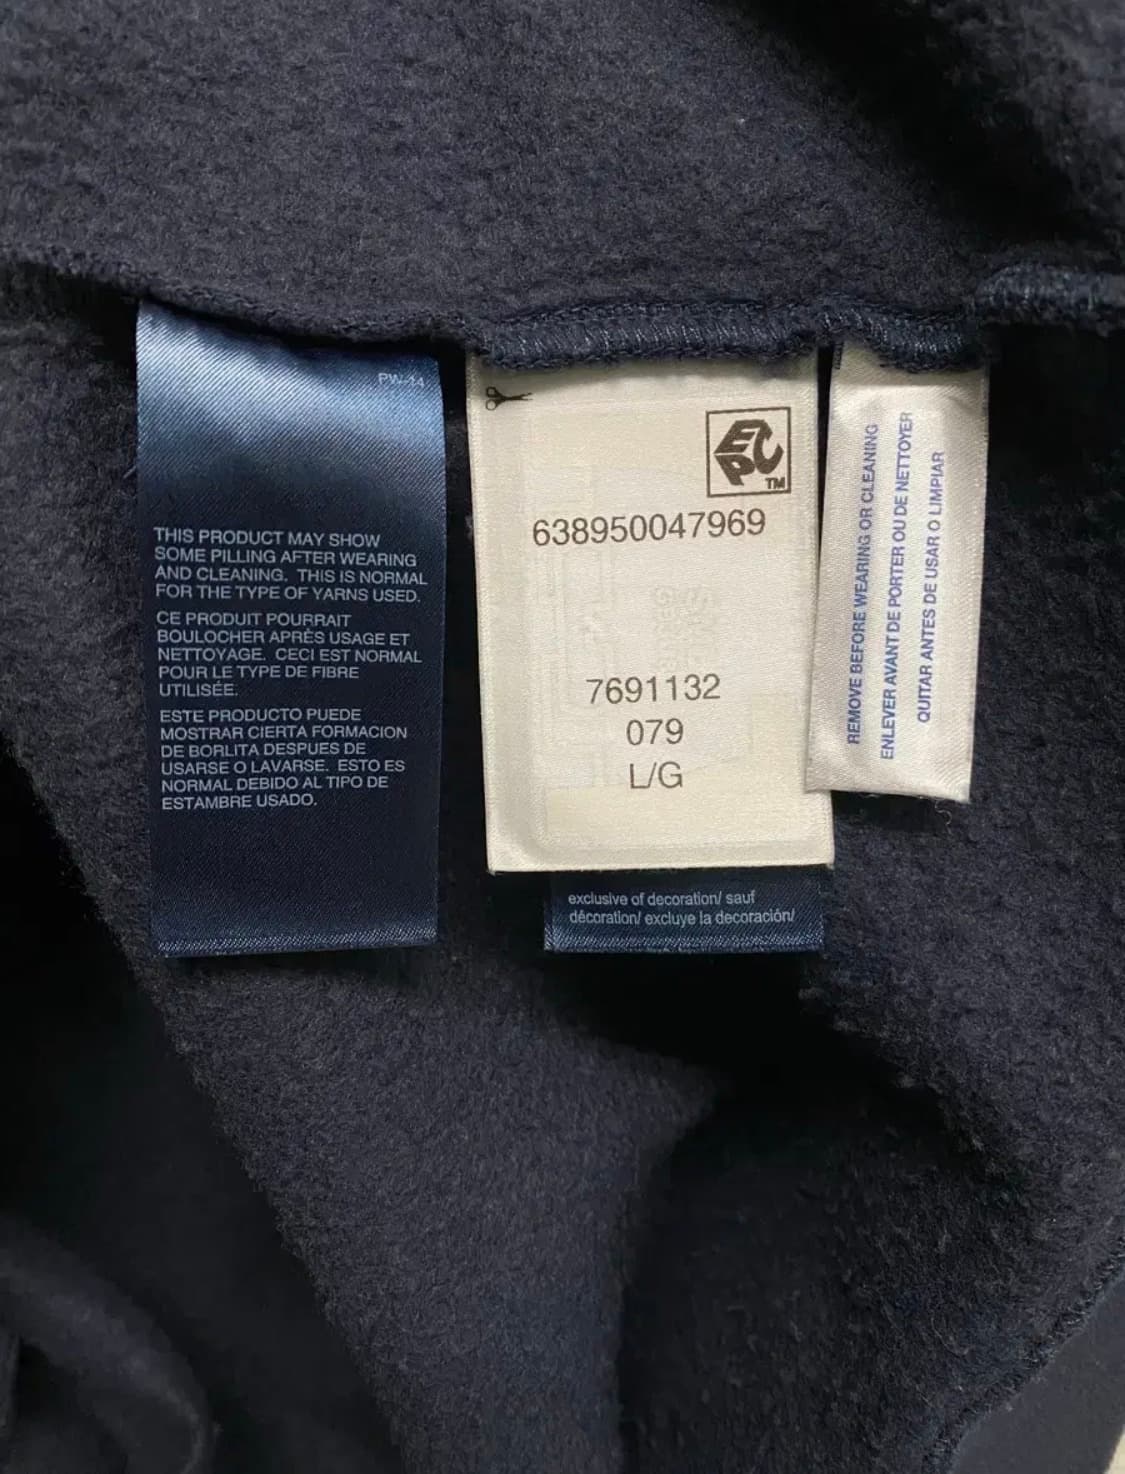 PW-14
THIS PRODUCT MAY SHOW
SOME PILLING AFTER WEARING
AND CLEANING. THIS IS NORMAL
FOR THE TYPE OF YARNS USED.
CE PRODUIT POURRAIT
BOULOCHER APRÈS USAGE ET
NETTOYAGE. CECI EST NORMAL
POUR LE TYPE DE FIBRE
UTILISÉE.
ESTE PRODUCTO PUEDE
MOSTRAR CIERTA FORMACION
DE BORLITA DESPUES DE
USARSE O LAVARSE. ESTO ES
NORMAL DEBIDO AL TIPO DE
ESTAMBRE USADO.
EPC
TM
638950047969
7691132
079
L/G
exclusive of decoration/ sauf
décoration/ excluye la decoración/
REMOVE BEFORE WEARING OR CLEANING
ENLEVER AVANT DE PORTER OU DE NETTOYER
QUITAR ANTES DE USAR O LIMPIAR